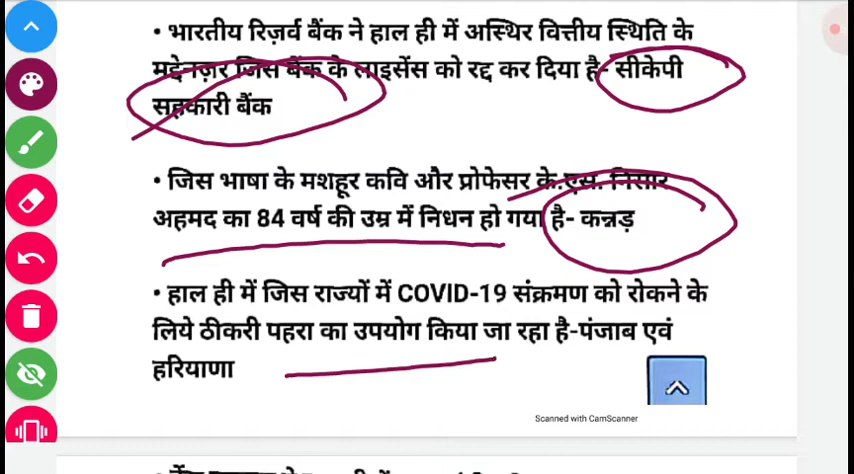 • भारतीय रिज़र्व बैंक ने हाल ही में अस्थिर वित्तीय स्थिति के
मद्देनज़र जिस बैंक के लाइसेंस को रद्द कर दिया है- सीकेपी
सहकारी बैंक
• जिस भाषा के मशहूर कवि और प्रोफेसर के.एस. निसार
अहमद का 84 वर्ष की उम्र में निधन हो गया है- कन्नड़
• हाल ही में जिस राज्यों में COVID-19 संक्रमण को रोकने के
लिये ठीकरी पहरा का उपयोग किया जा रहा है-पंजाब एवं
हरियाणा
Scanned with CamScanner